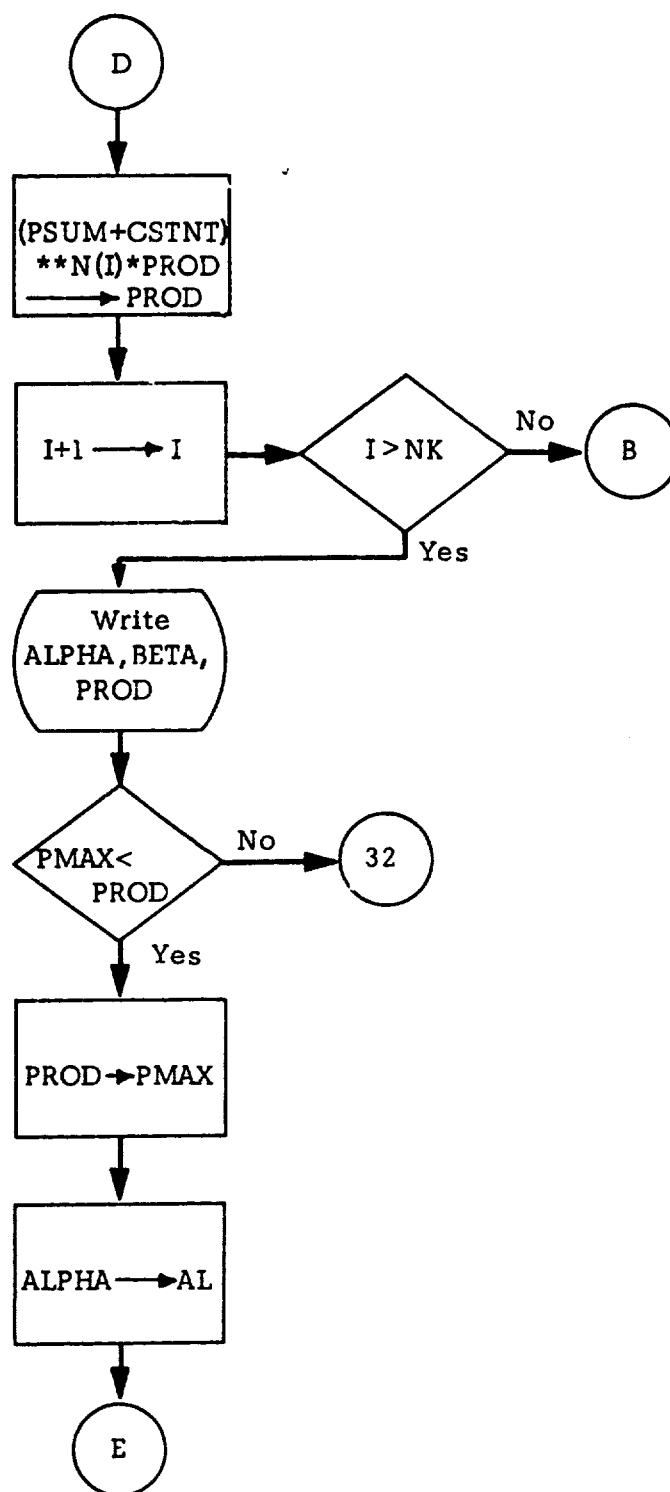 D
(PSUM+CSTNT)
**N(I)*PROD
→ PROD
I+1 → I
I > NK
No
B
Yes
Write
ALPHA, BETA,
PROD
PMAX<
PROD
No
32
Yes
PROD→PMAX
ALPHA → AL
E